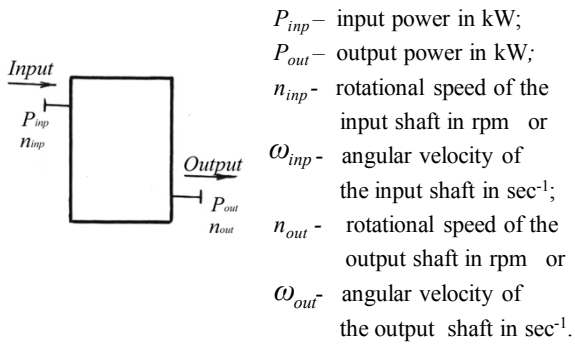 Input
P_inp
n_inp
Output
P_out
n_out
P_inp – input power in kW;
P_out – output power in kW;
n_inp - rotational speed of the
input shaft in rpm or
ω_inp - angular velocity of
the input shaft in sec⁻¹;
n_out - rotational speed of the
output shaft in rpm or
ω_out - angular velocity of
the output shaft in sec⁻¹.